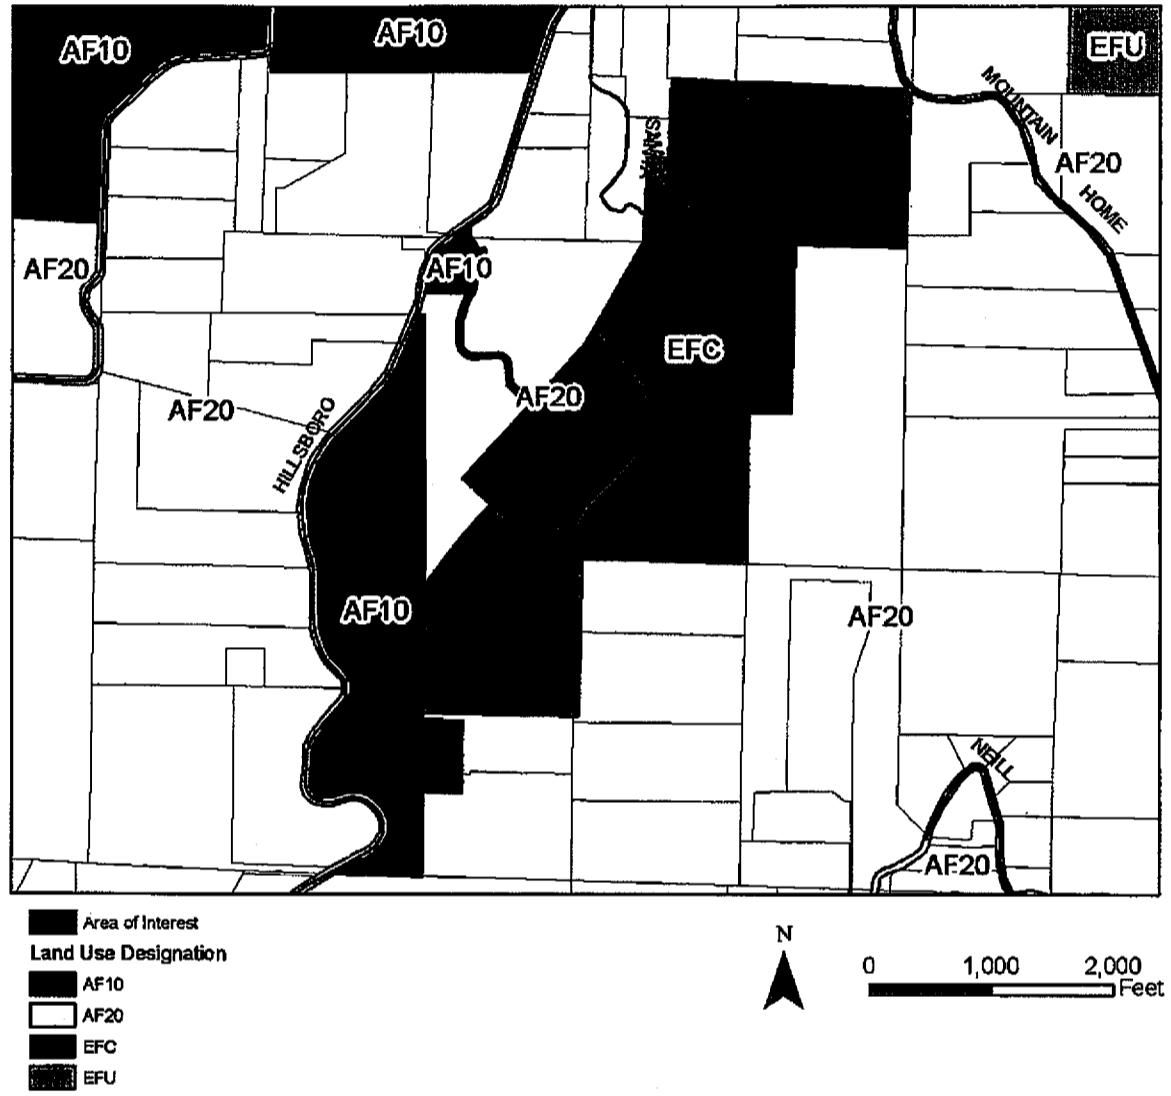 AF10
AF10
EFU
MOUNTAIN
AF20
HOME
AF20
AF10
EFC
AF20
AF20
HILLSBORO
AF10
AF20
NEILL
AF20
Area of Interest
Land Use Designation
AF10
AF20
EFC
EFU
N
0 1,000 2,000
Feet